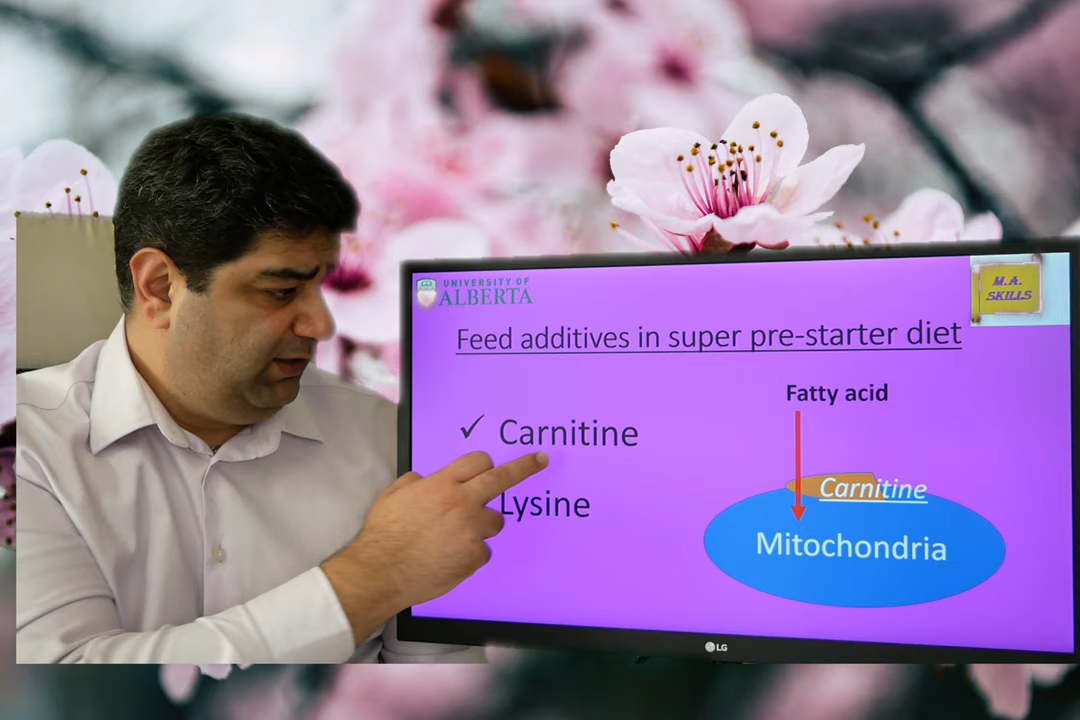 UNIVERSITY OF
ALBERTA
M.A.
SKILLS
Feed additives in super pre-starter diet
✓ Carnitine
Lysine
Fatty acid
Carnitine
Mitochondria
LG